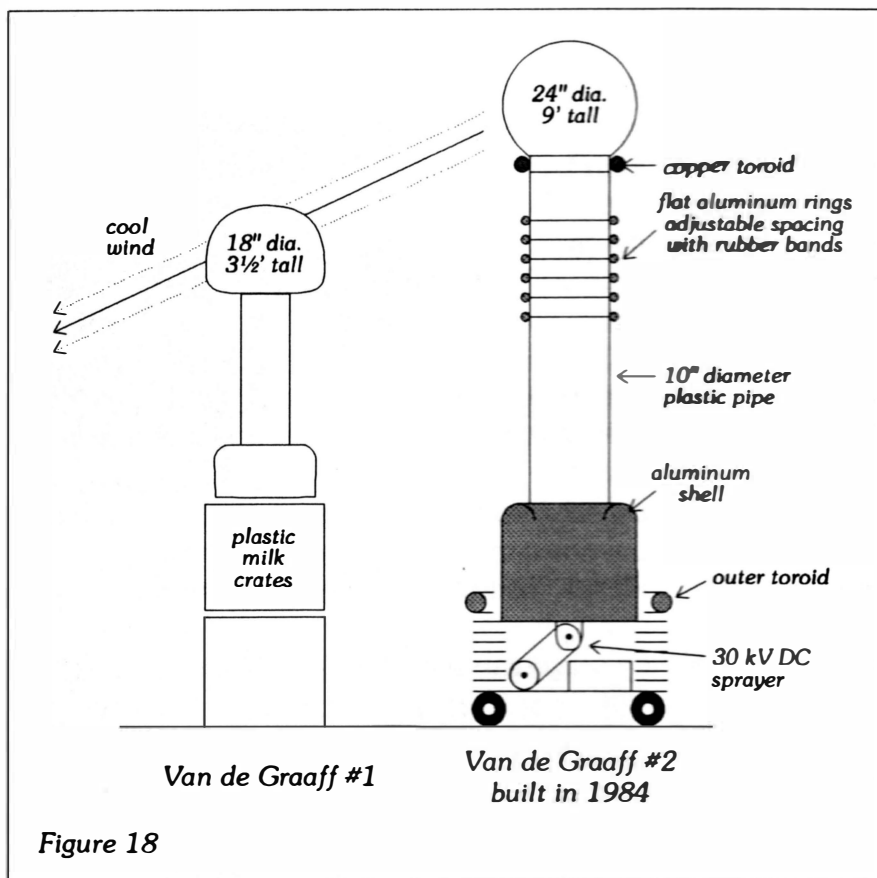 24" dia.
9' tall
copper toroid
flat aluminum rings
adjustable spacing
with rubber bands
cool
wind
18" dia.
3½' tall
10" diameter
plastic pipe
aluminum
shell
plastic
milk
crates
outer toroid
30 kV DC
sprayer
Van de Graaff #1
Van de Graaff #2
built in 1984
Figure 18